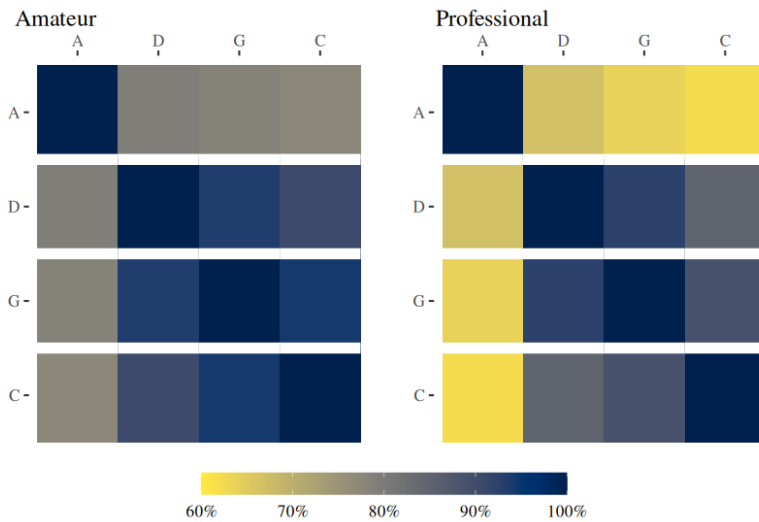 Amateur
A D G C
A
D
G
C
Professional
A D G C
A
D
G
C
60% 70% 80% 90% 100%